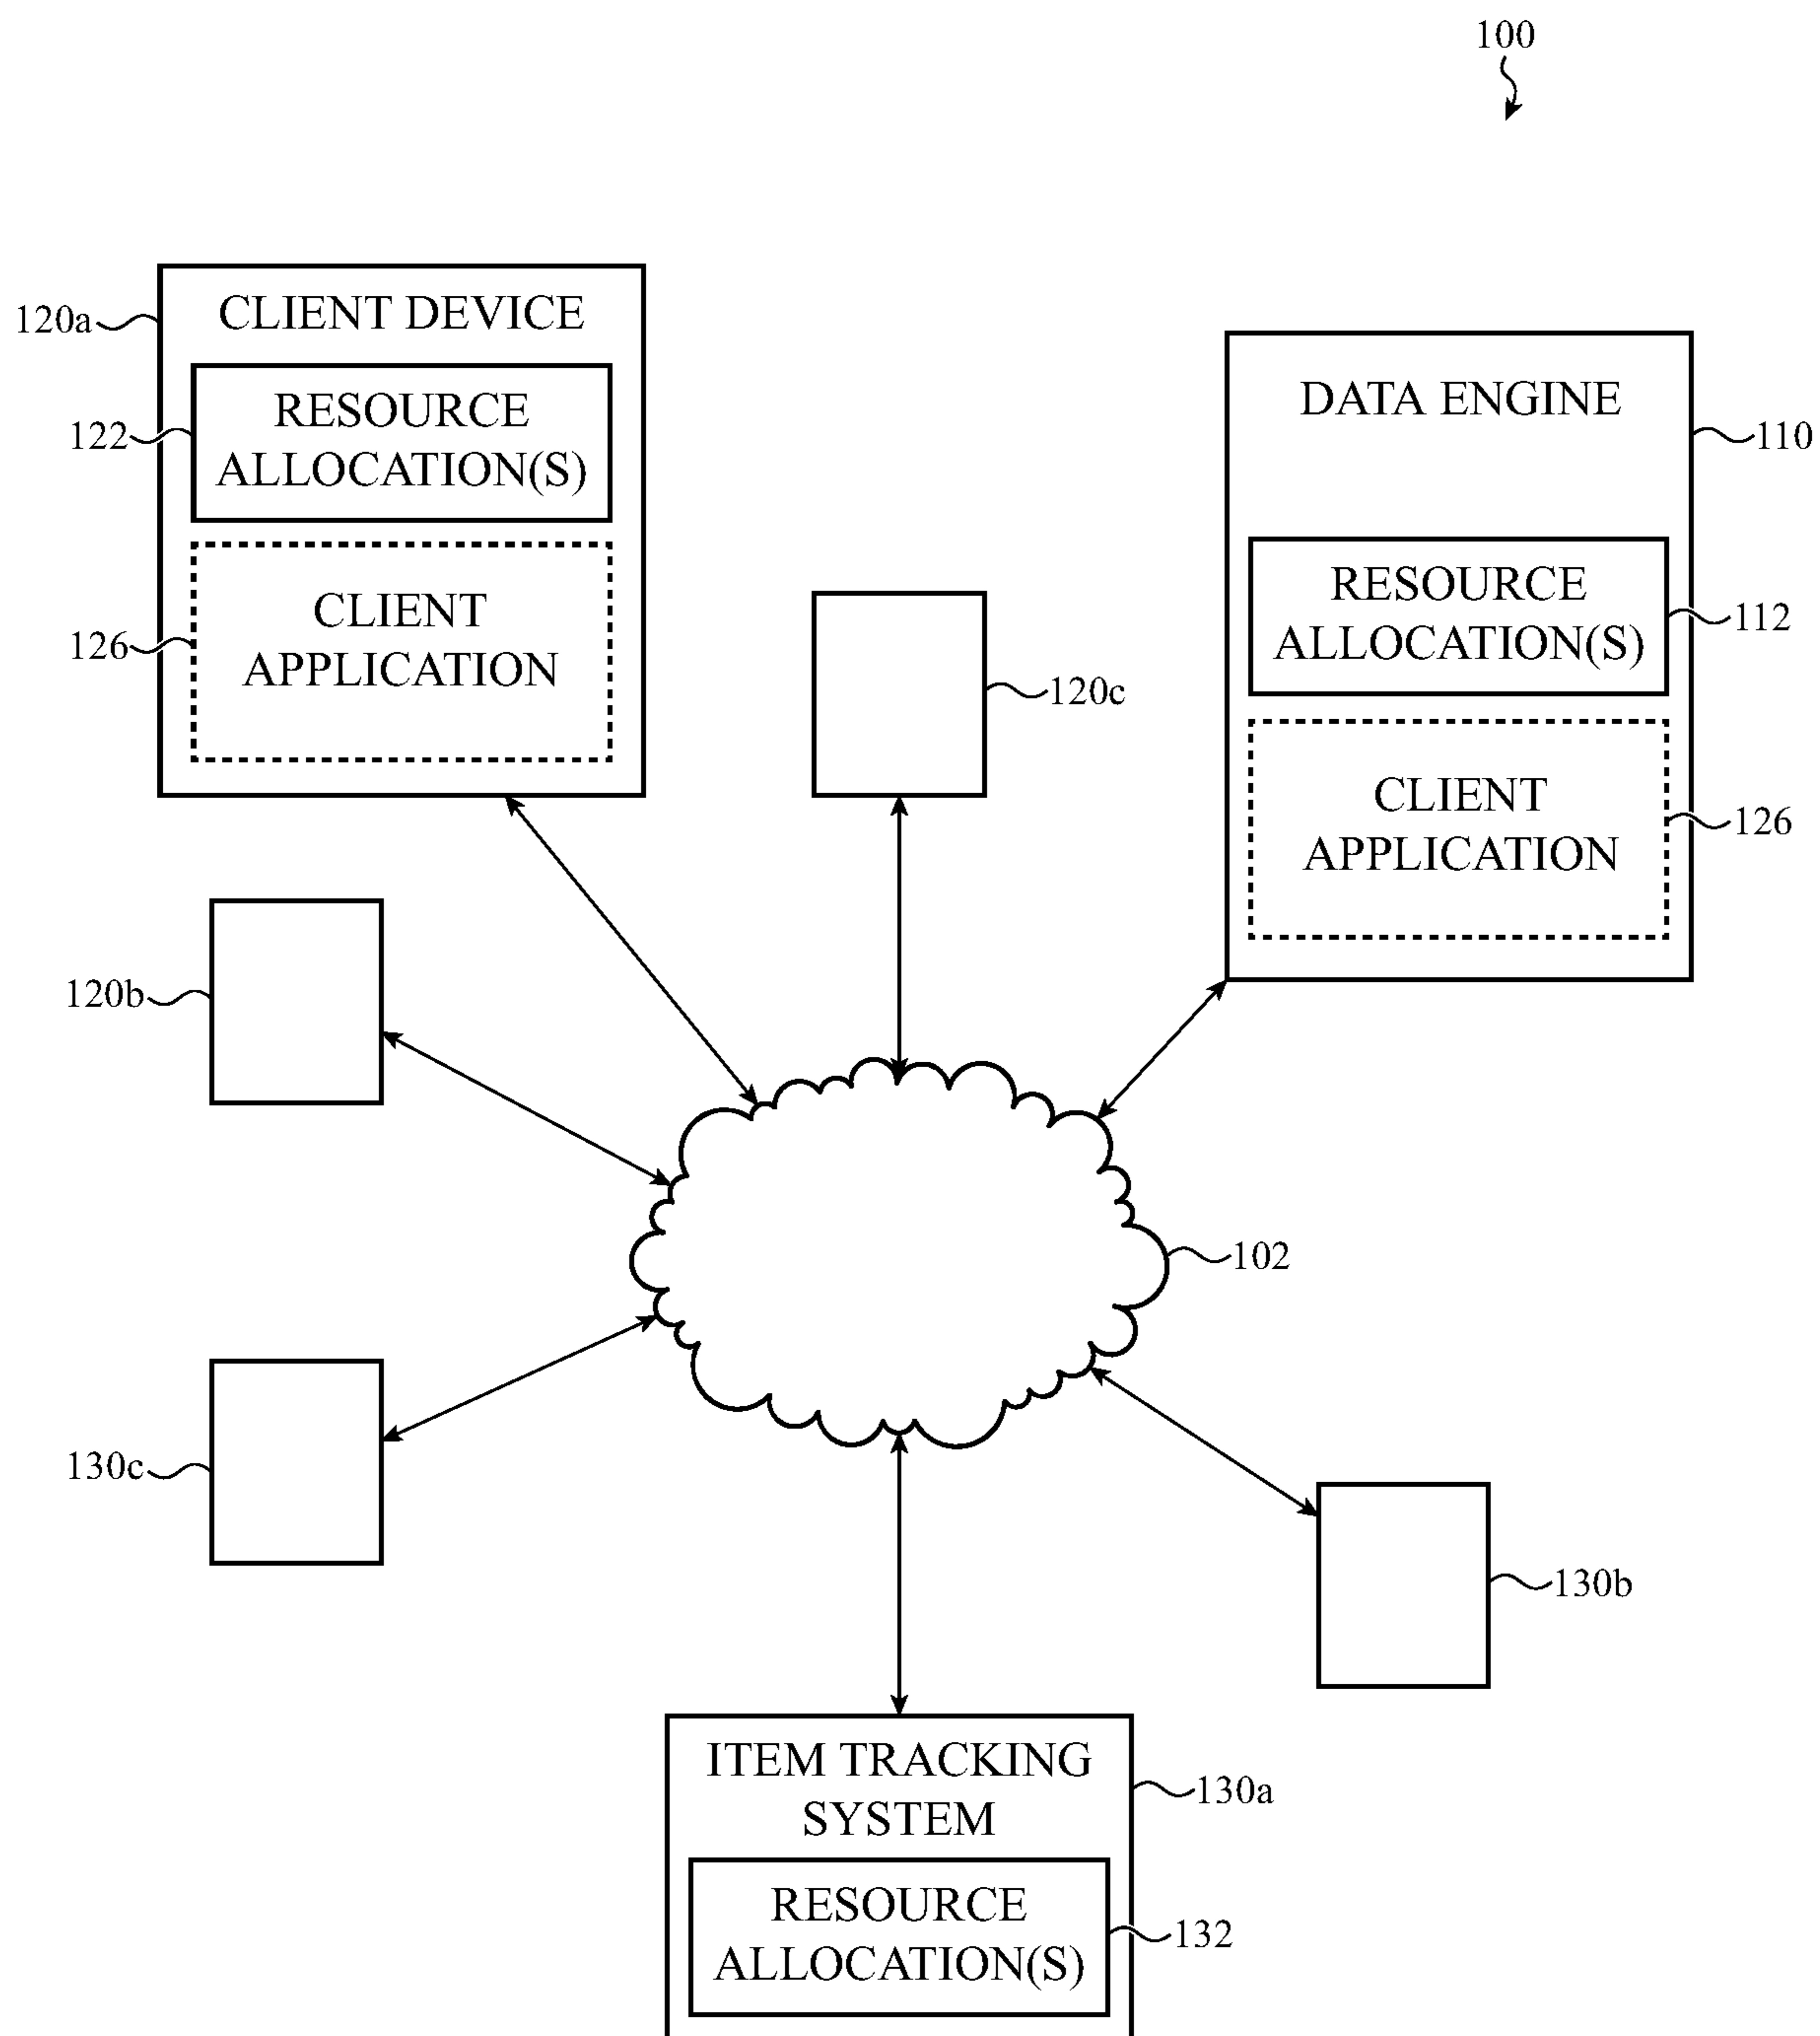 100
120a
CLIENT DEVICE
122
RESOURCE
ALLOCATION(S)
126
CLIENT
APPLICATION
DATA ENGINE
110
RESOURCE
ALLOCATION(S)
112
CLIENT
APPLICATION
126
120c
120b
102
130c
130b
ITEM TRACKING
SYSTEM
130a
RESOURCE
ALLOCATION(S)
132